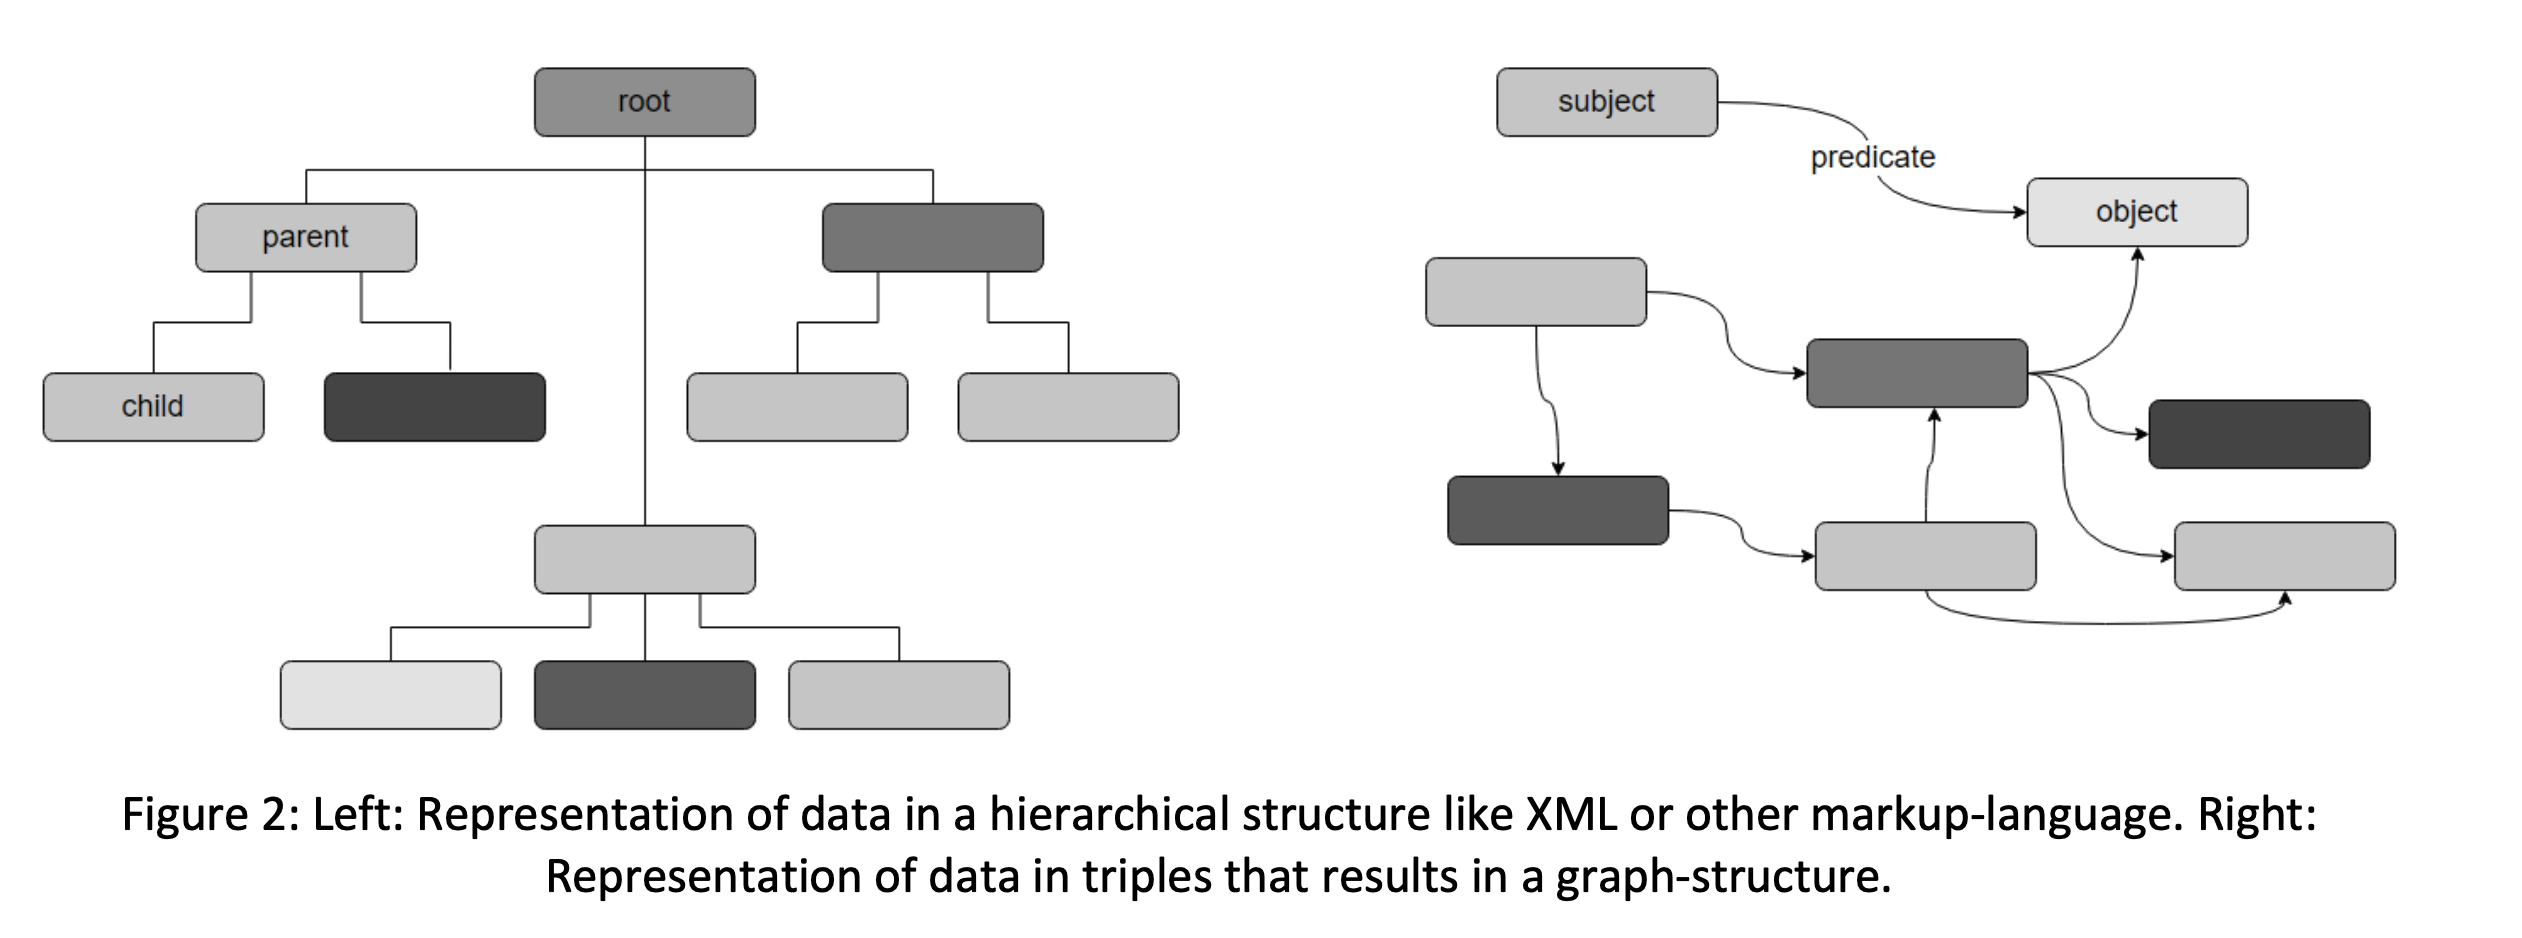 root
parent
child
subject
predicate
object
Figure 2: Left: Representation of data in a hierarchical structure like XML or other markup-language. Right:
Representation of data in triples that results in a graph-structure.